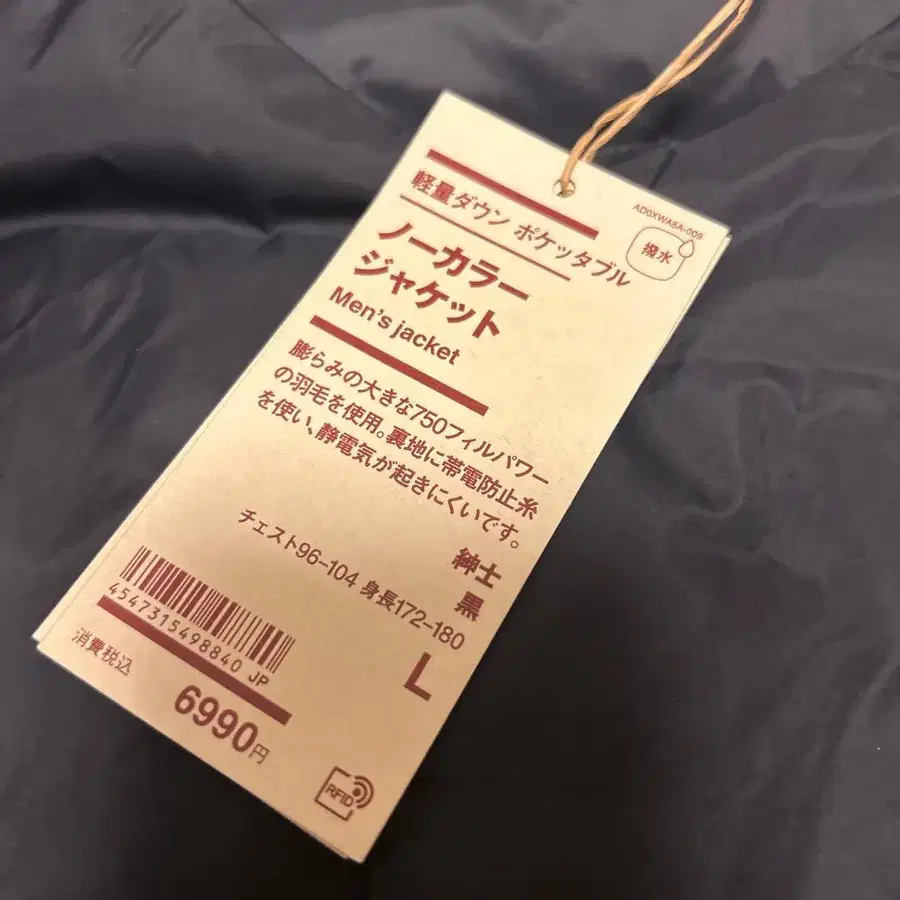 AD0XWA5A-009
撥水
軽量ダウン ポケッタブル
ノーカラー
ジャケット
Men's jacket
膨らみの大きな750フィルパワー
の羽毛を使用。裏地に帯電防止糸
を使い、静電気が起きにくいです。
紳士
黒
チェスト96–104 身長172–180
L
4547315498840 JP
消費税込
6990円
RFID